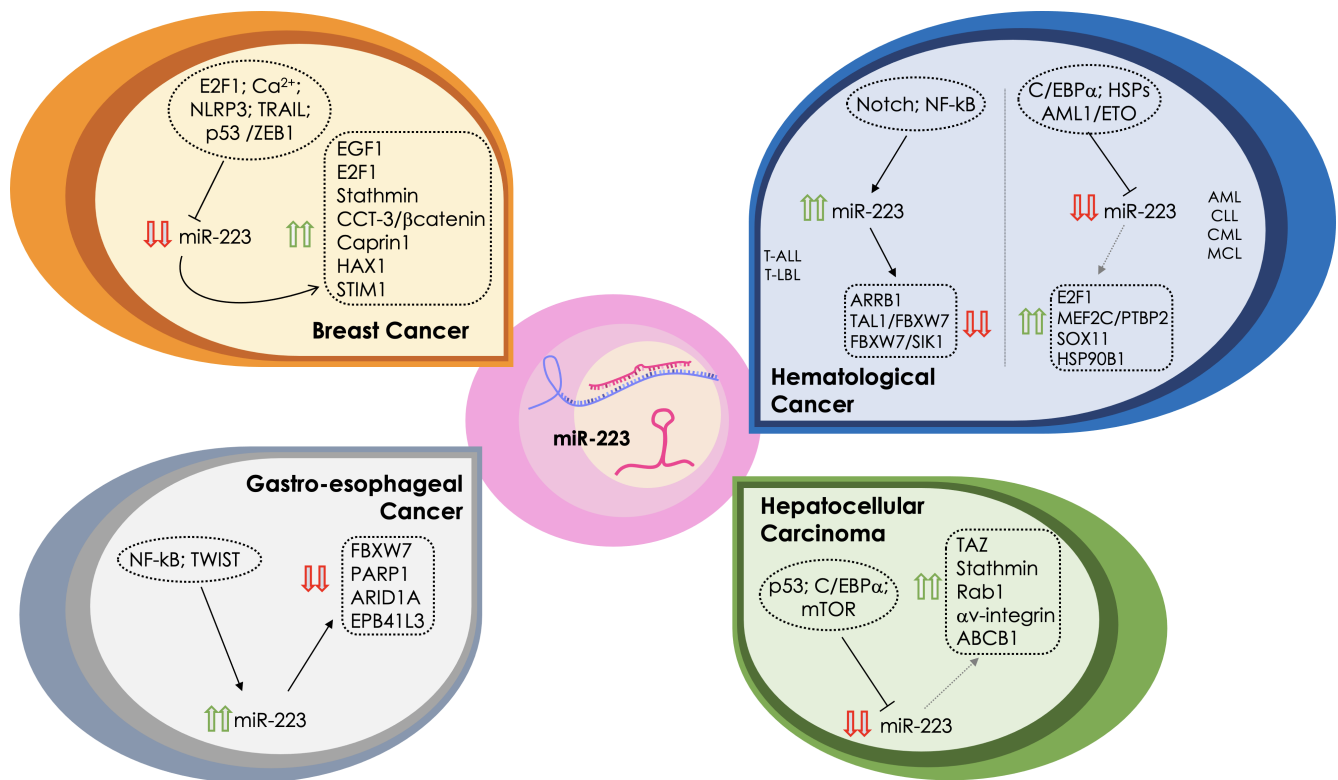 E2F1; Ca²⁺;
NLRP3; TRAIL;
p53 /ZEB1
EGF1
E2F1
Stathmin
CCT-3/βcatenin
Caprin1
HAX1
STIM1
miR-223
Breast Cancer
Notch; NF-kB
miR-223
T-ALL
T-LBL
ARRB1
TAL1/FBXW7
FBXW7/SIK1
C/EBPα; HSPs
AML1/ETO
miR-223
AML
CLL
CML
MCL
E2F1
MEF2C/PTBP2
SOX11
HSP90B1
Hematological
Cancer
miR-223
Gastro-esophageal
Cancer
NF-kB; TWIST
FBXW7
PARP1
ARID1A
EPB41L3
miR-223
Hepatocellular
Carcinoma
p53; C/EBPα;
mTOR
TAZ
Stathmin
Rab1
αv-integrin
ABCB1
miR-223